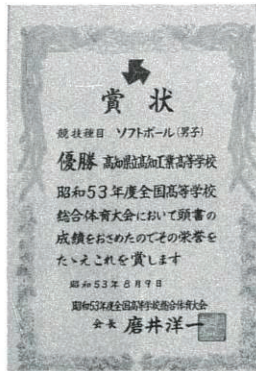 賞状
競技種目 ソフトボール(男子)
優勝 高知県立高知工業高等学校
昭和53年度全国高等学校
総合体育大会において頭書の
成績をおさめたのでその栄誉を
たゝえこれを賞します
昭和53年8月9日
昭和53年度全国高等学校総合体育大会
会長 磨井洋一